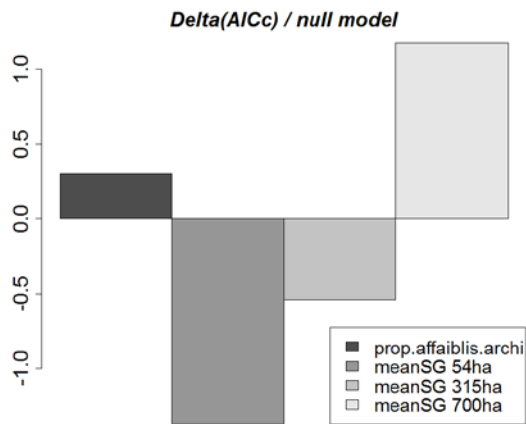 Delta(AICc) / null model
1.0
0.5
0.0
-0.5
-1.0
prop.affaiblis.archi
meanSG 54ha
meanSG 315ha
meanSG 700ha